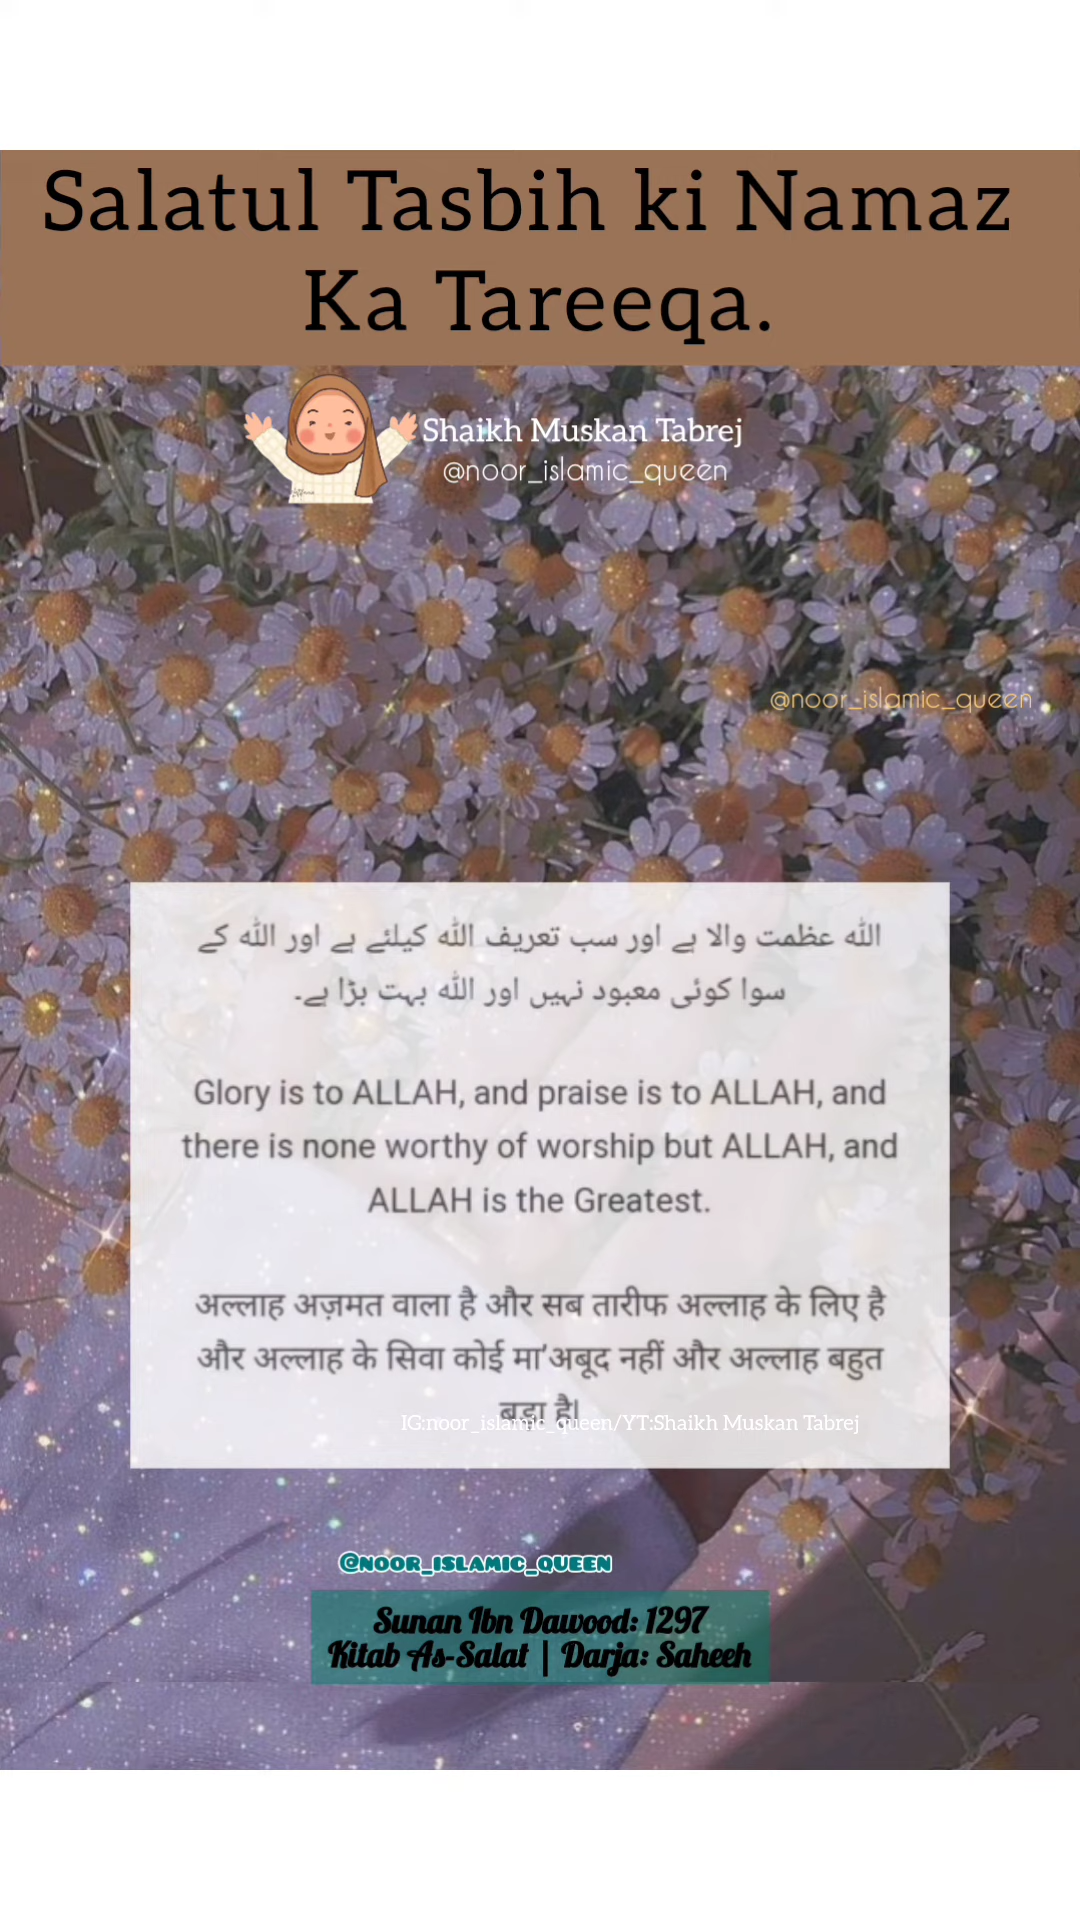 Salatul Tasbih ki Namaz
Ka Tareeqa.
Shaikh Muskan Tabrej
@noor_islamic_queen
@noor_islamic_queen
اللّٰه عظمت والا ہے اور سب تعریف اللّٰه کیلئے ہے اور اللّٰه کے
سوا کوئی معبود نہیں اور اللّٰه بہت بڑا ہے۔
Glory is to ALLAH, and praise is to ALLAH, and
there is none worthy of worship but ALLAH, and
ALLAH is the Greatest.
अल्लाह अज़मत वाला है और सब तारीफ अल्लाह के लिए है
और अल्लाह के सिवा कोई मा'अबूद नहीं और अल्लाह बहुत
बड़ा है।
IG:noor_islamic_queen/YT:Shaikh Muskan Tabrej
@NOOR_ISLAMIC_QUEEN
Sunan Ibn Dawood: 1297
Kitab As-Salat | Darja: Saheeh